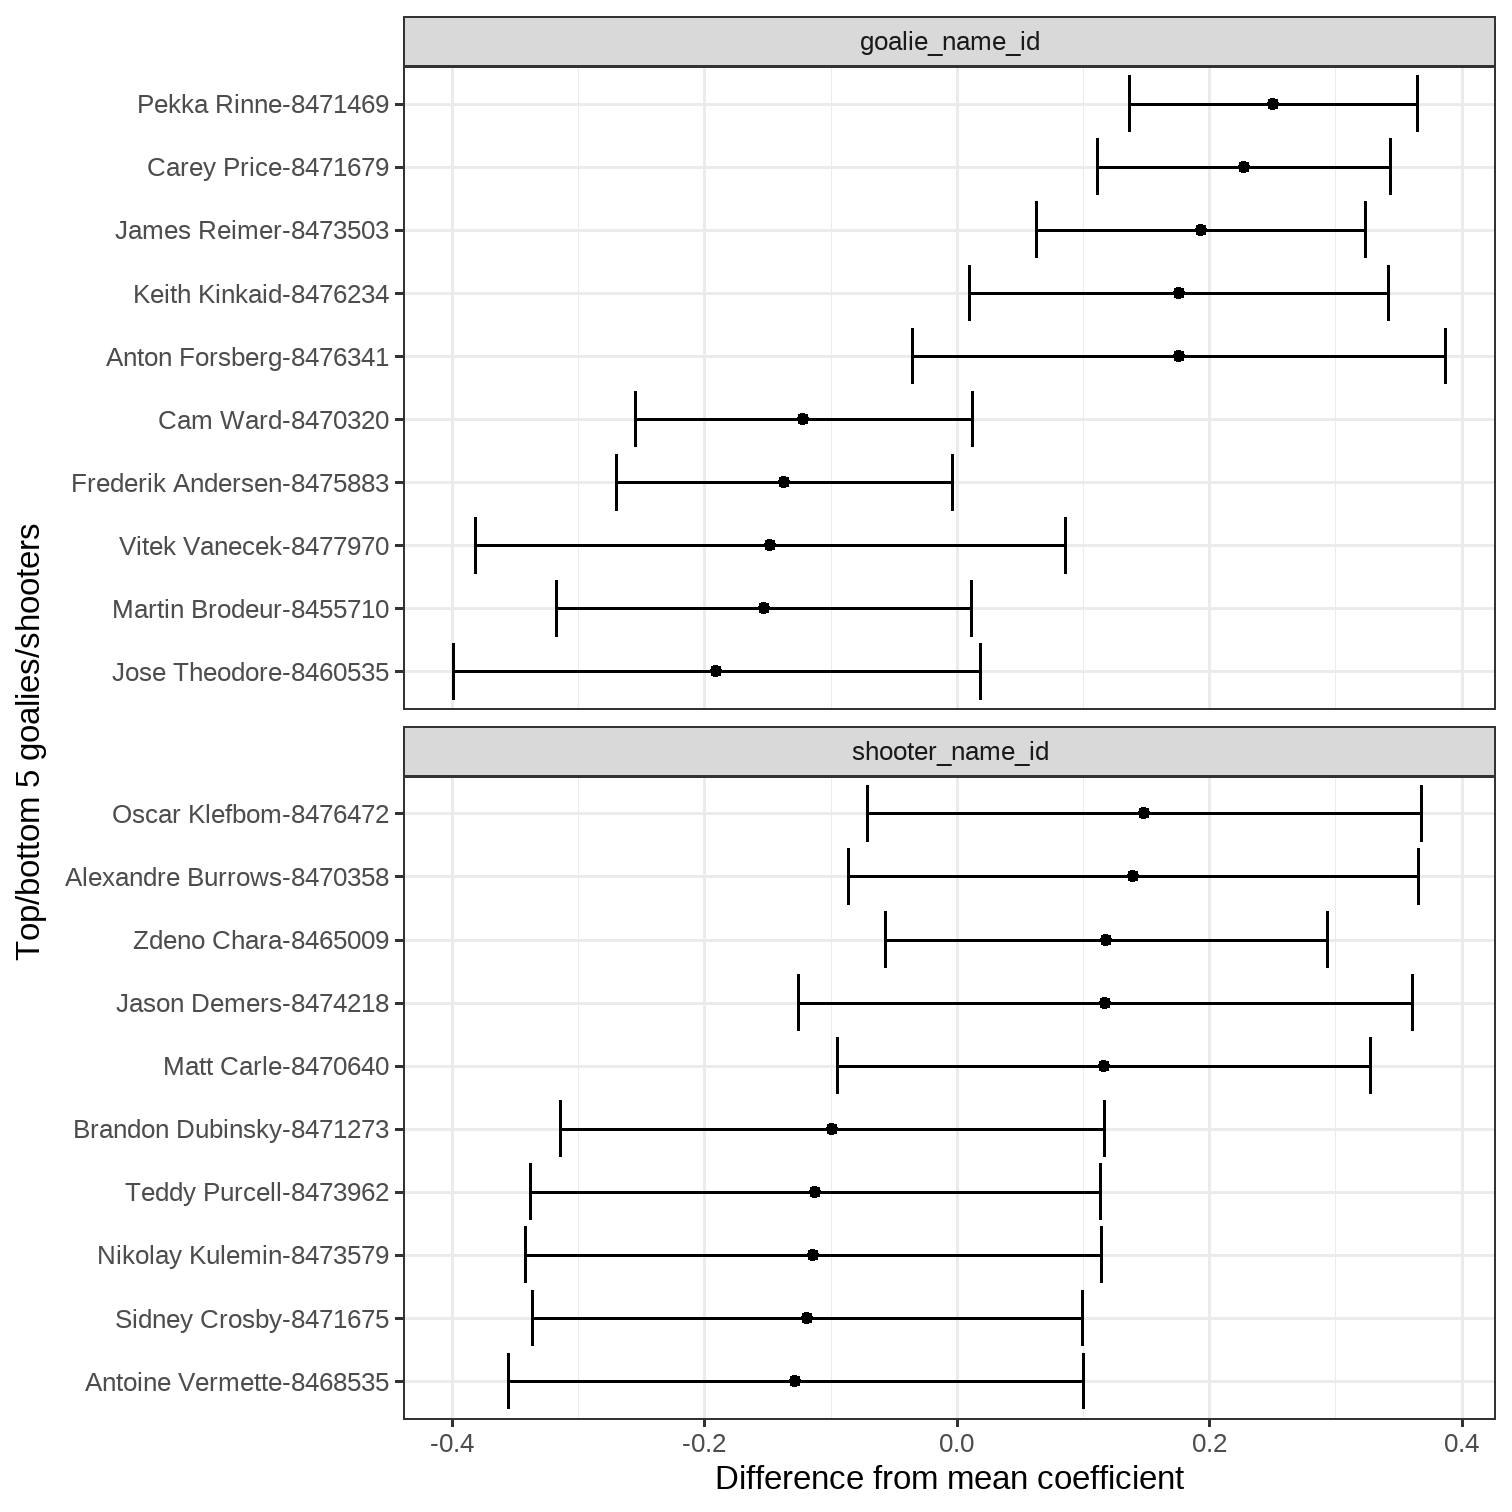 goalie_name_id
Pekka Rinne-8471469
Carey Price-8471679
James Reimer-8473503
Keith Kinkaid-8476234
Anton Forsberg-8476341
Cam Ward-8470320
Frederik Andersen-8475883
Vitek Vanecek-8477970
Martin Brodeur-8455710
Jose Theodore-8460535
Top/bottom 5 goalies/shooters
shooter_name_id
Oscar Klefbom-8476472
Alexandre Burrows-8470358
Zdeno Chara-8465009
Jason Demers-8474218
Matt Carle-8470640
Brandon Dubinsky-8471273
Teddy Purcell-8473962
Nikolay Kulemin-8473579
Sidney Crosby-8471675
Antoine Vermette-8468535
-0.4 -0.2 0.0 0.2 0.4
Difference from mean coefficient